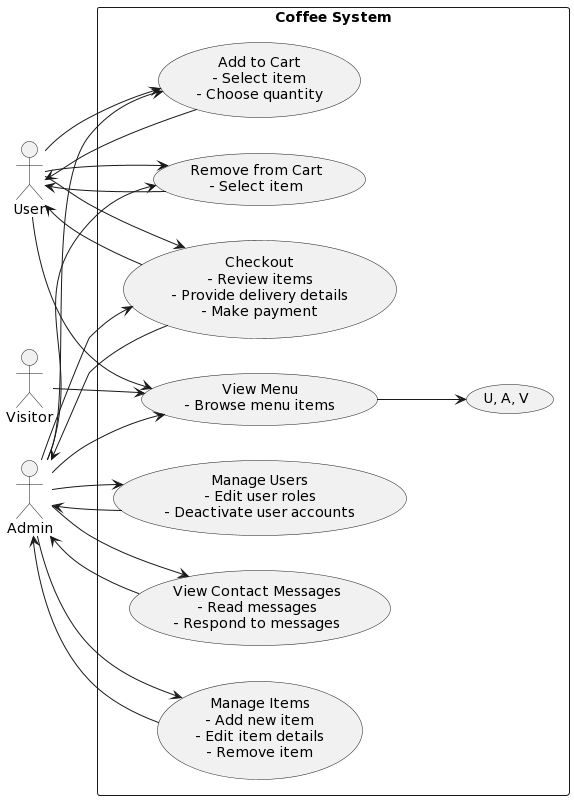 Coffee System
Add to Cart
- Select item
- Choose quantity
Remove from Cart
- Select item
User
Checkout
- Review items
- Provide delivery details
- Make payment
Visitor
View Menu
- Browse menu items
U, A, V
Manage Users
- Edit user roles
- Deactivate user accounts
Admin
View Contact Messages
- Read messages
- Respond to messages
Manage Items
- Add new item
- Edit item details
- Remove item